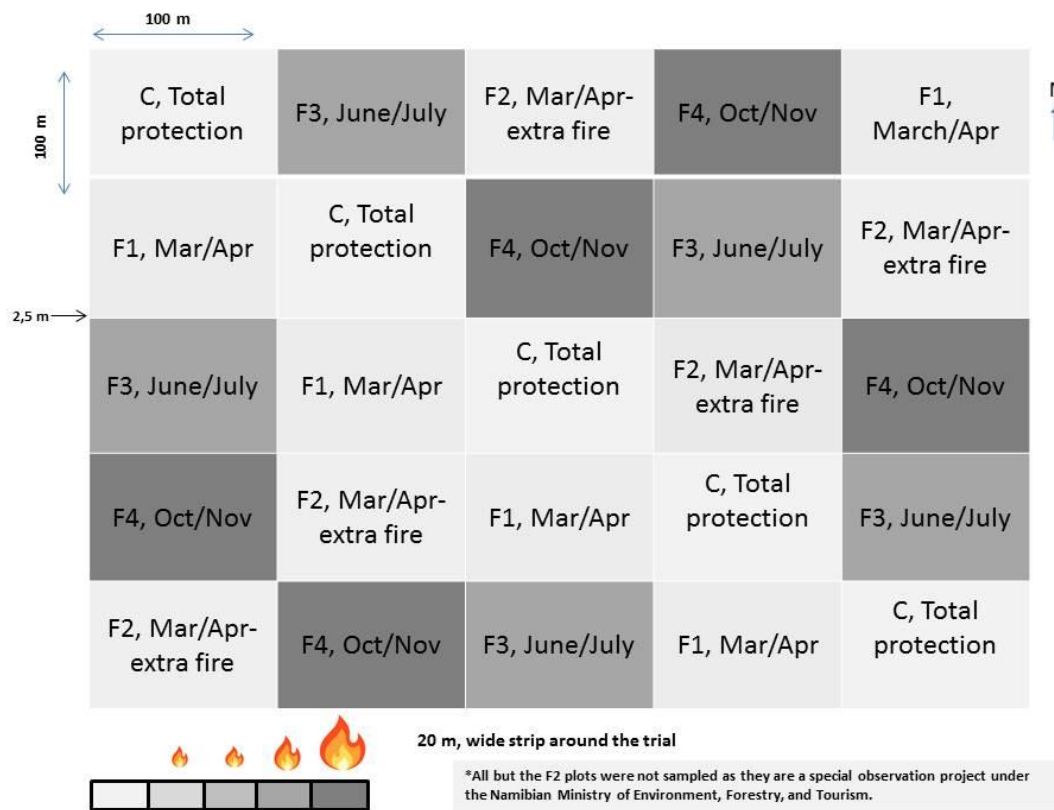 100 m
100 m
C, Total
protection
F3, June/July
F2, Mar/Apr-
extra fire
F4, Oct/Nov
F1,
March/Apr
F1, Mar/Apr
C, Total
protection
F4, Oct/Nov
F3, June/July
F2, Mar/Apr-
extra fire
2,5 m
F3, June/July
F1, Mar/Apr
C, Total
protection
F2, Mar/Apr-
extra fire
F4, Oct/Nov
F4, Oct/Nov
F2, Mar/Apr-
extra fire
F1, Mar/Apr
C, Total
protection
F3, June/July
F2, Mar/Apr-
extra fire
F4, Oct/Nov
F3, June/July
F1, Mar/Apr
C, Total
protection
20 m, wide strip around the trial
*All but the F2 plots were not sampled as they are a special observation project under
the Namibian Ministry of Environment, Forestry, and Tourism.